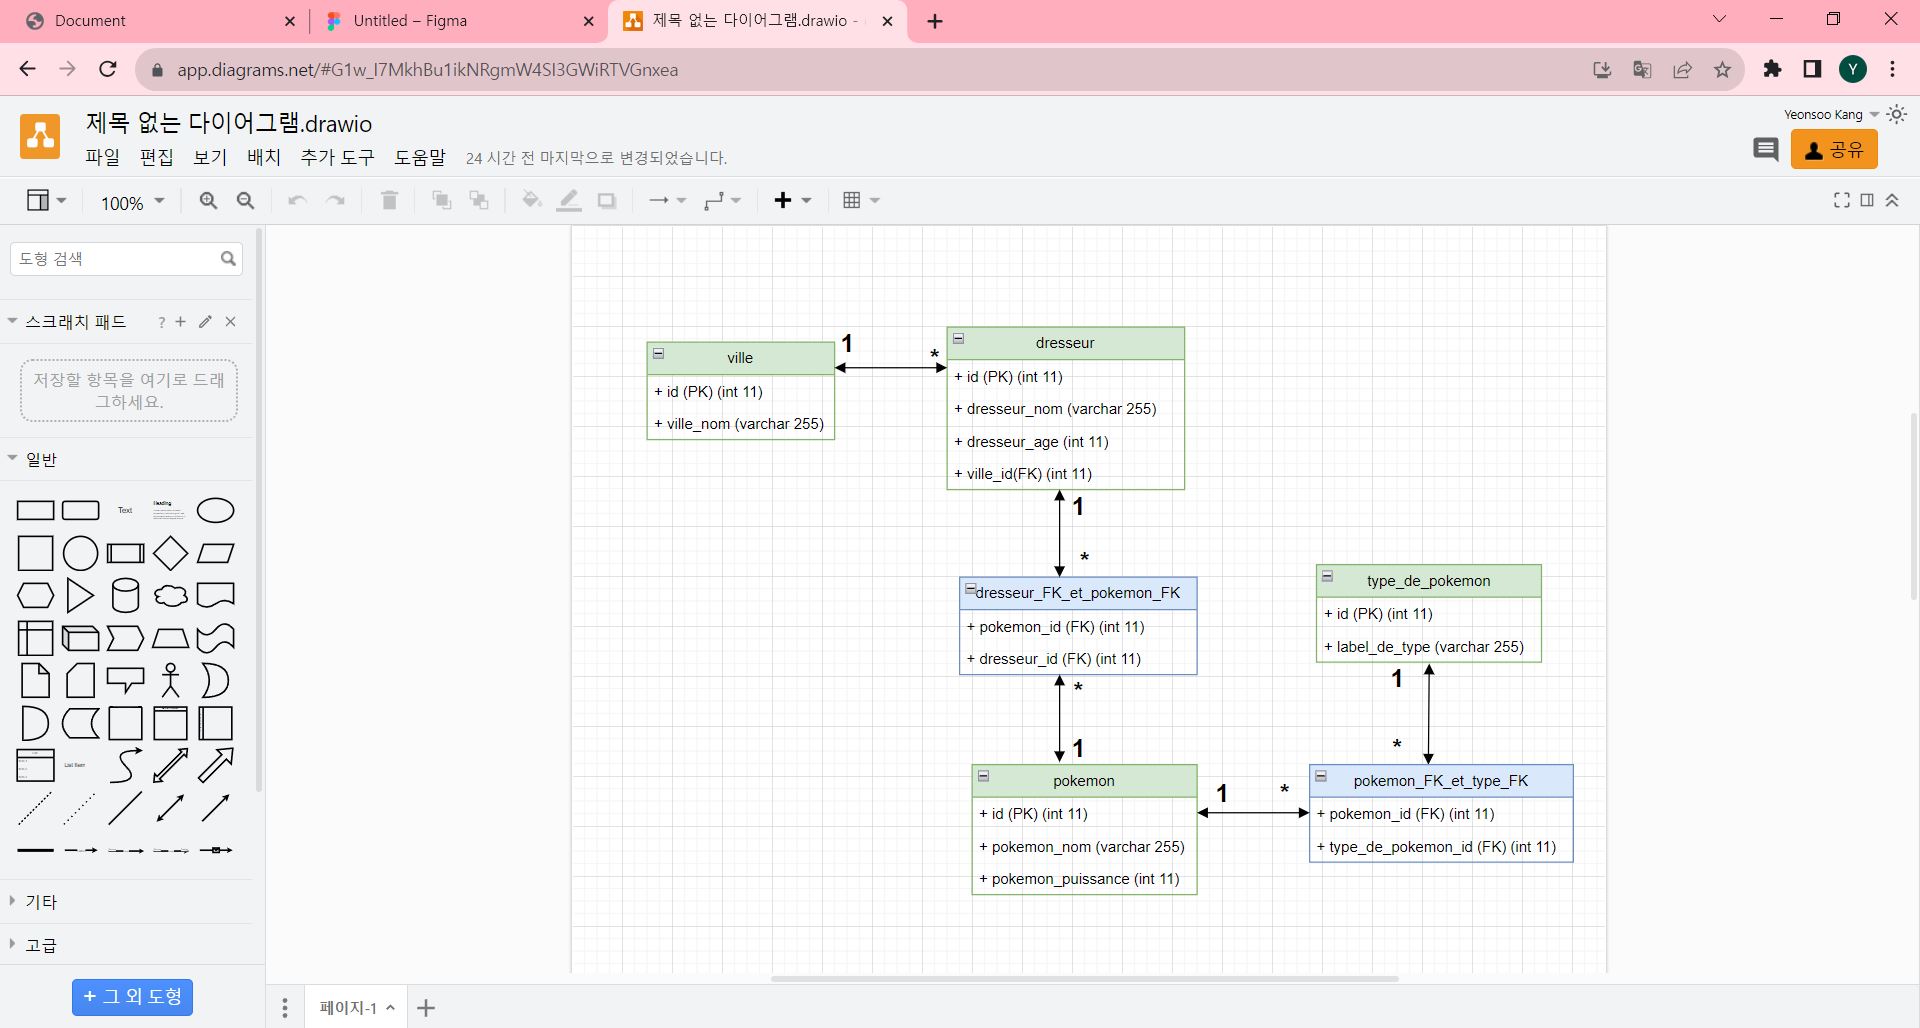 Document
Untitled – Figma
제목 없는 다이어그램.drawio -
app.diagrams.net/#G1w_I7MkhBu1ikNRgmW4SI3GWiRTVGnxea
Y
제목 없는 다이어그램.drawio
Yeonsoo Kang
파일 편집 보기 배치 추가 도구 도움말 24 시간 전 마지막으로 변경되었습니다.
공유
100%
도형 검색
스크래치 패드 ?
저장할 항목을 여기로 드래
그하세요.
일반
Text
Heading
List Item
기타
고급
+ 그 외 도형
페이지-1
ville
+ id (PK) (int 11)
+ ville_nom (varchar 255)
1
*
dresseur
+ id (PK) (int 11)
+ dresseur_nom (varchar 255)
+ dresseur_age (int 11)
+ ville_id(FK) (int 11)
1
*
dresseur_FK_et_pokemon_FK
+ pokemon_id (FK) (int 11)
+ dresseur_id (FK) (int 11)
*
1
type_de_pokemon
+ id (PK) (int 11)
+ label_de_type (varchar 255)
1
*
pokemon
+ id (PK) (int 11)
+ pokemon_nom (varchar 255)
+ pokemon_puissance (int 11)
1
*
pokemon_FK_et_type_FK
+ pokemon_id (FK) (int 11)
+ type_de_pokemon_id (FK) (int 11)